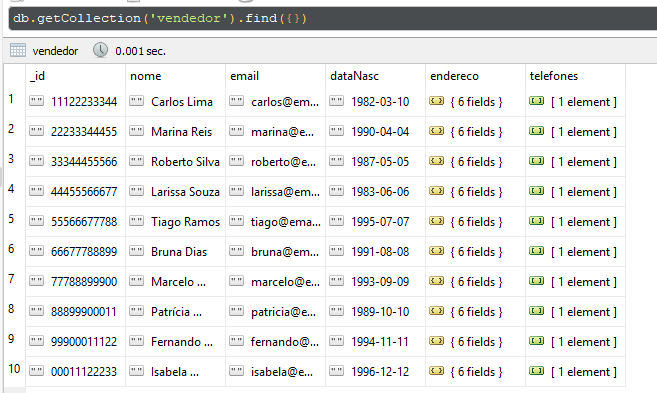 db.getCollection('vendedor').find({})
vendedor 0.001 sec.
_id nome email dataNasc endereco telefones
1 "" 11122233344 "" Carlos Lima "" carlos@em... "" 1982-03-10 { 6 fields } [ 1 element ]
2 "" 22233344455 "" Marina Reis "" marina@e... "" 1990-04-04 { 6 fields } [ 1 element ]
3 "" 33344455566 "" Roberto Silva "" roberto@e... "" 1987-05-05 { 6 fields } [ 1 element ]
4 "" 44455566677 "" Larissa Souza "" larissa@em... "" 1983-06-06 { 6 fields } [ 1 element ]
5 "" 55566677788 "" Tiago Ramos "" tiago@ema... "" 1995-07-07 { 6 fields } [ 1 element ]
6 "" 66677788899 "" Bruna Dias "" bruna@em... "" 1991-08-08 { 6 fields } [ 1 element ]
7 "" 77788899900 "" Marcelo ... "" marcelo@e... "" 1993-09-09 { 6 fields } [ 1 element ]
8 "" 88899900011 "" Patrícia ... "" patricia@e... "" 1989-10-10 { 6 fields } [ 1 element ]
9 "" 99900011122 "" Fernando ... "" fernando@... "" 1994-11-11 { 6 fields } [ 1 element ]
10 "" 00011122233 "" Isabela ... "" isabela@e... "" 1996-12-12 { 6 fields } [ 1 element ]